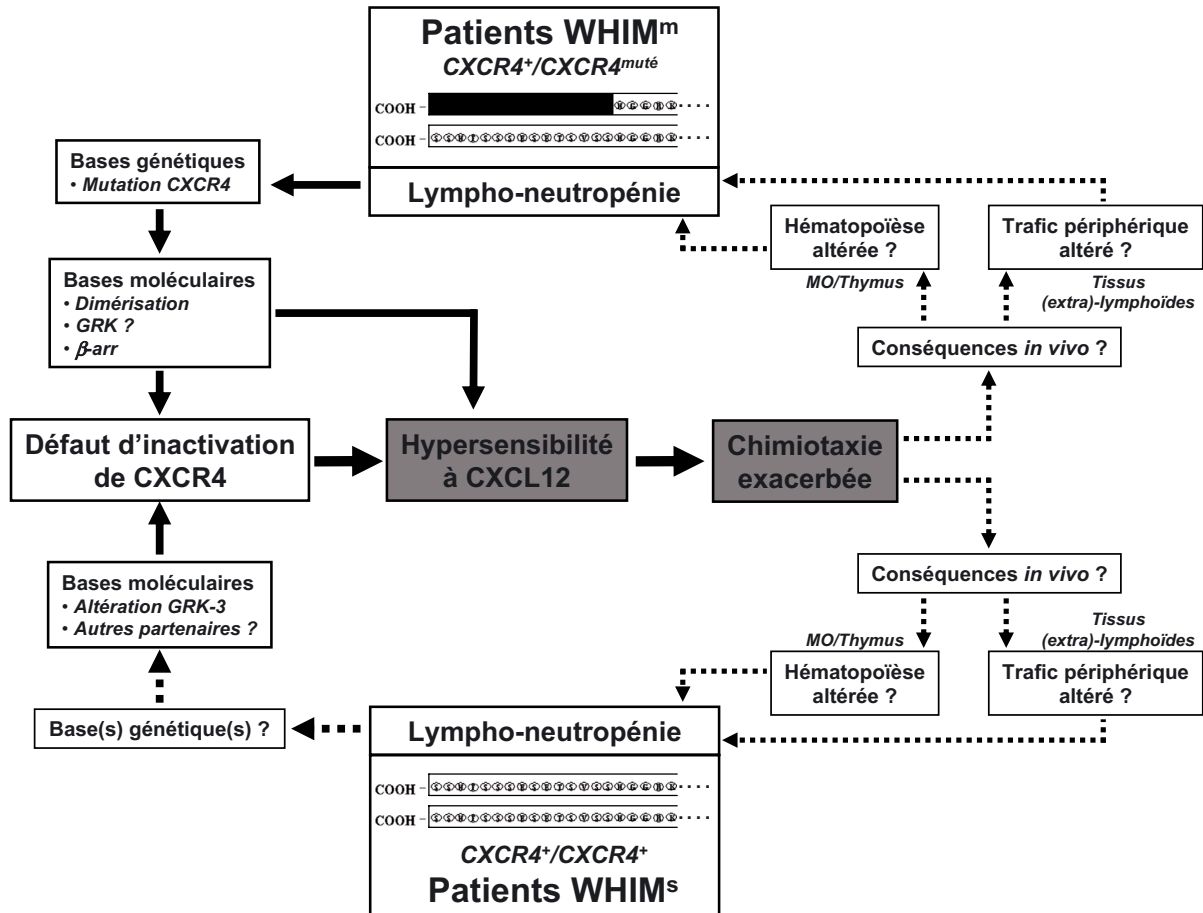 Patients WHIMᵐ
CXCR4⁺/CXCR4ᵐᵘᵗé
COOH –
COOH –
Lympho-neutropénie
Bases génétiques
• Mutation CXCR4
Bases moléculaires
• Dimérisation
• GRK ?
• β-arr
Hématopoïèse
altérée ?
MO/Thymus
Trafic périphérique
altéré ?
Tissus
(extra)-lymphoïdes
Conséquences in vivo ?
Défaut d’inactivation
de CXCR4
Hypersensibilité
à CXCL12
Chimiotaxie
exacerbée
Bases moléculaires
• Altération GRK-3
• Autres partenaires ?
Conséquences in vivo ?
MO/Thymus
Tissus
(extra)-lymphoïdes
Hématopoïèse
altérée ?
Trafic périphérique
altéré ?
Base(s) génétique(s) ?
Lympho-neutropénie
COOH –
COOH –
CXCR4⁺/CXCR4⁺
Patients WHIMˢ